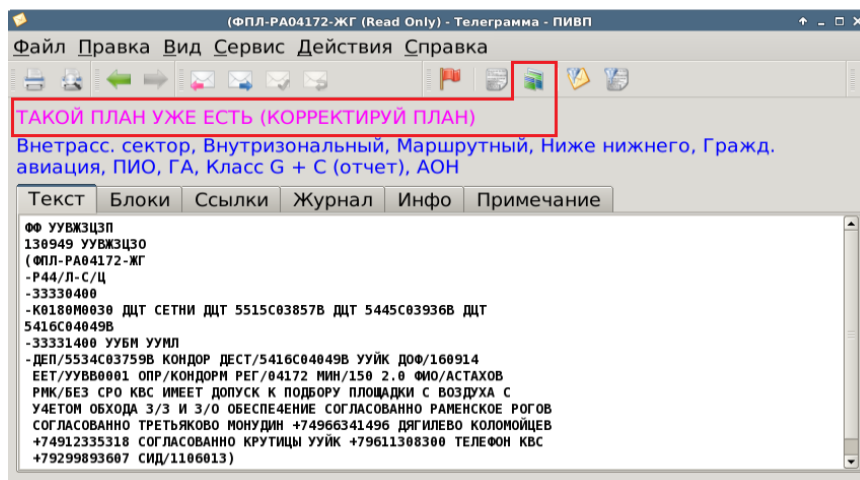 (ФПЛ-РА04172-ЖГ (Read Only) - Телеграмма - ПИВП
Файл Правка Вид Сервис Действия Справка
ТАКОЙ ПЛАН УЖЕ ЕСТЬ (КОРРЕКТИРУЙ ПЛАН)
Внетрасс. сектор, Внутризональный, Маршрутный, Ниже нижнего, Гражд.
авиация, ПИО, ГА, Класс G + C (отчет), АОН
Текст Блоки Ссылки Журнал Инфо Примечание
ФФ УУВЖЗЦЗП
130949 УУВЖЗЦЗО
(ФПЛ-РА04172-ЖГ
-Р44/Л-С/Ц
-ЗЗЗЗ0400
-К0180М0030 ДЦТ СЕТНИ ДЦТ 5515С03857В ДЦТ 5445С03936В ДЦТ
5416С04049В
-ЗЗЗЗ1400 УУБМ УУМЛ
-ДЕП/5534С03759В КОНДОР ДЕСТ/5416С04049В УУЙК ДОФ/160914
ЕЕТ/УУВВ0001 ОПР/КОНДОРМ РЕГ/04172 МИН/150 2.0 ФИО/АСТАХОВ
РМК/БЕЗ СРО КВС ИМЕЕТ ДОПУСК К ПОДБОРУ ПЛОЩАДКИ С ВОЗДУХА С
У4ЕТОМ ОБХОДА З/З И З/О ОБЕСПЕ4ЕНИЕ СОГЛАСОВАННО РАМЕНСКОЕ РОГОВ
СОГЛАСОВАННО ТРЕТЬЯКОВО МОНУДИН +74966341496 ДЯГИЛЕВО КОЛОМОЙЦЕВ
+74912335318 СОГЛАСОВАННО КРУТИЦЫ УУЙК +79611308300 ТЕЛЕФОН КВС
+79299893607 СИД/1106013)